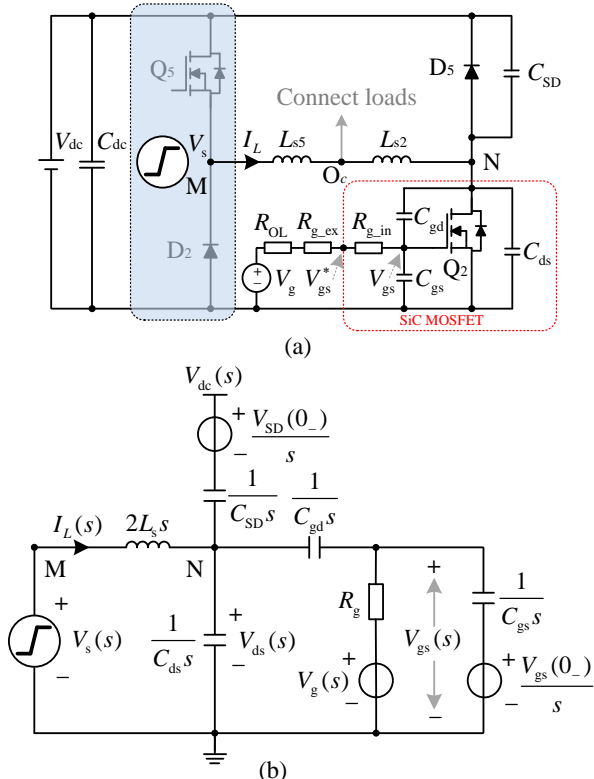 Q5
D5
CSD
Connect loads
Vdc
Cdc
Vs
IL
Ls5
Ls2
M
Oc
N
ROL
Rg_ex
Rg_in
Cgd
D2
Q2
Cds
Vg
Vgs*
Vgs
Cgs
SiC MOSFET
(a)
Vdc(s)
+
VSD(0_)/s
−
1/CSDs
1/Cgds
IL(s)
2Lss
M
N
+
Vs(s)
−
1/Cdss
+
Vds(s)
−
Rg
+
Vg(s)
−
+
Vgs(s)
−
1/Cgss
+
Vgs(0_)/s
−
(b)